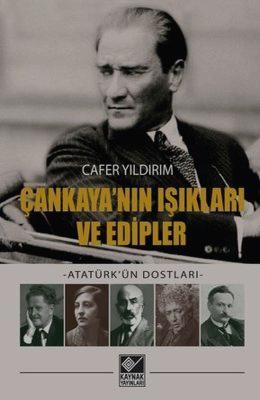 CAFER YILDIRIM
ÇANKAYA'NIN IŞIKLARI
VE EDİPLER
-ATATÜRK'ÜN DOSTLARI-
KAYNAK
YAYINLARI